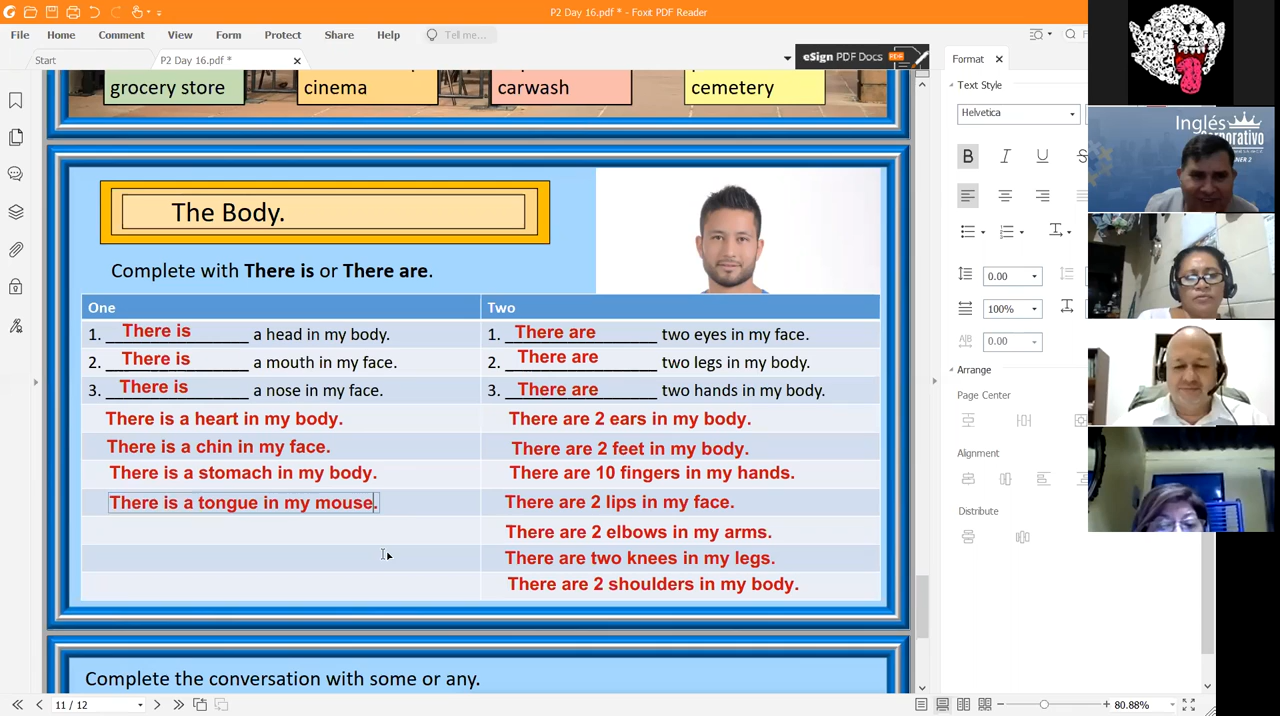 P2 Day 16.pdf * - Foxit PDF Reader
File Home Comment View Form Protect Share Help Tell me...
Start
P2 Day 16.pdf *
eSign PDF Docs
PDF
grocery store
cinema
carwash
cemetery
The Body.
Complete with There is or There are.
One
Two
1. There is a head in my body.
1. There are two eyes in my face.
2. There is a mouth in my face.
2. There are two legs in my body.
3. There is a nose in my face.
3. There are two hands in my body.
There is a heart in my body.
There are 2 ears in my body.
There is a chin in my face.
There are 2 feet in my body.
There is a stomach in my body.
There are 10 fingers in my hands.
There is a tongue in my mouse.
There are 2 lips in my face.
There are 2 elbows in my arms.
There are two knees in my legs.
There are 2 shoulders in my body.
Complete the conversation with some or any.
11 / 12
80.88%
Format
Text Style
Helvetica
B I U S
0.00
100%
0.00
Arrange
Page Center
Alignment
Distribute
Inglés
Corporativo